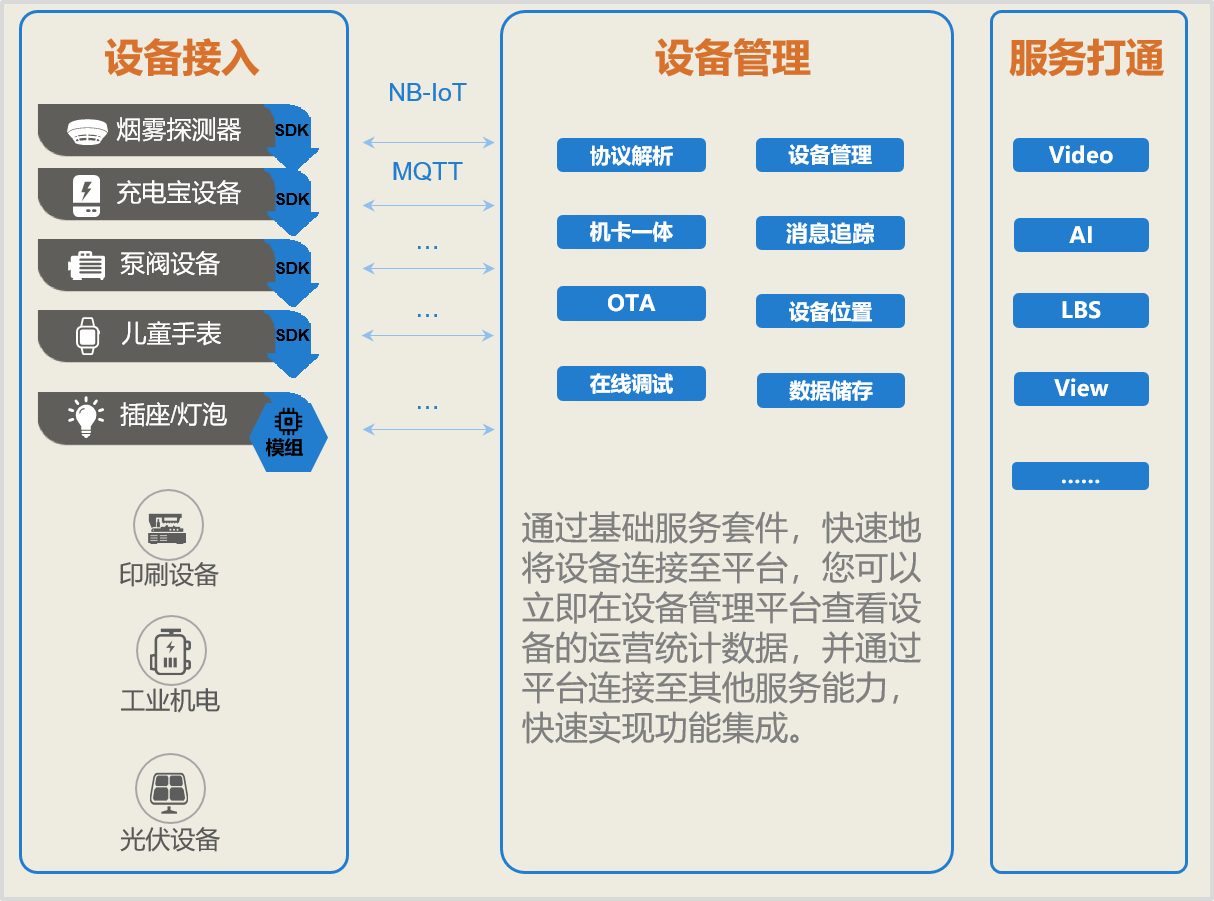 设备接入
烟雾探测器
SDK
充电宝设备
SDK
泵阀设备
SDK
儿童手表
SDK
插座/灯泡
模组
印刷设备
工业机电
光伏设备
NB-IoT
MQTT
...
...
...
设备管理
协议解析
设备管理
机卡一体
消息追踪
OTA
设备位置
在线调试
数据储存
通过基础服务套件，快速地
将设备连接至平台，您可以
立即在设备管理平台查看设
备的运营统计数据，并通过
平台连接至其他服务能力，
快速实现功能集成。
服务打通
Video
AI
LBS
View
......